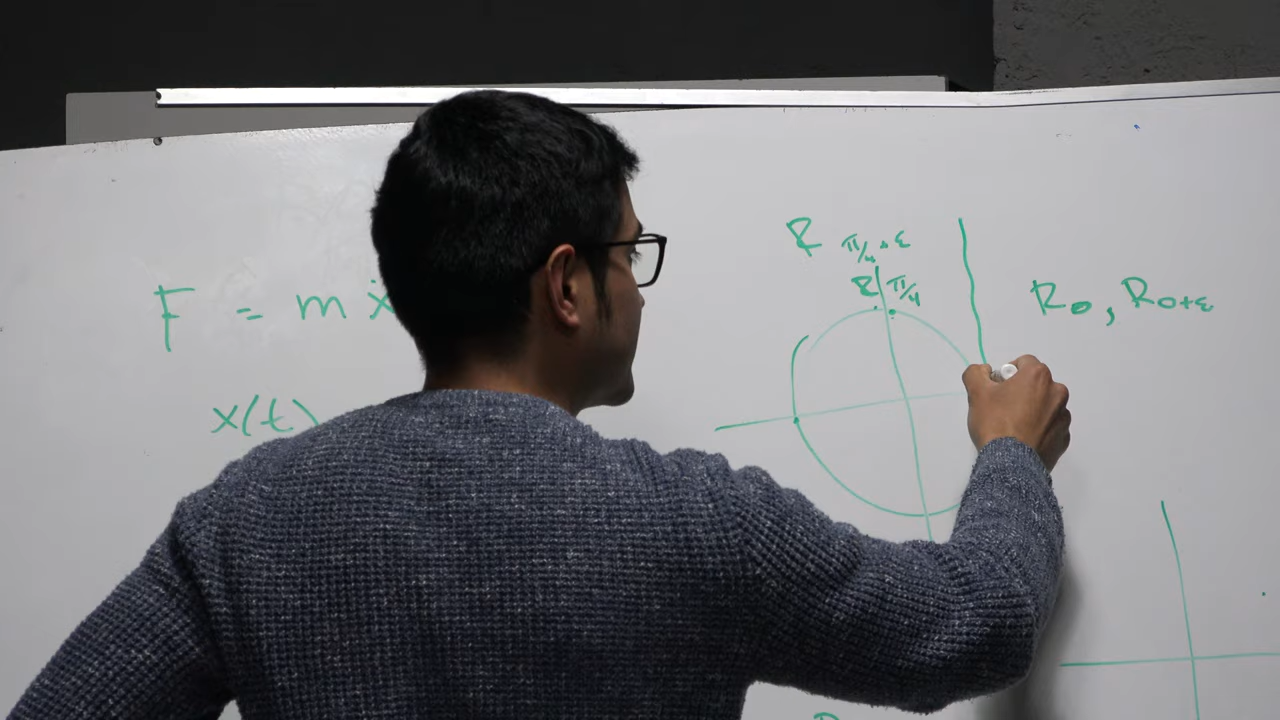 F = m ẍ
x(t)
R π/4 + ε
R π/4
R0, R0+ε